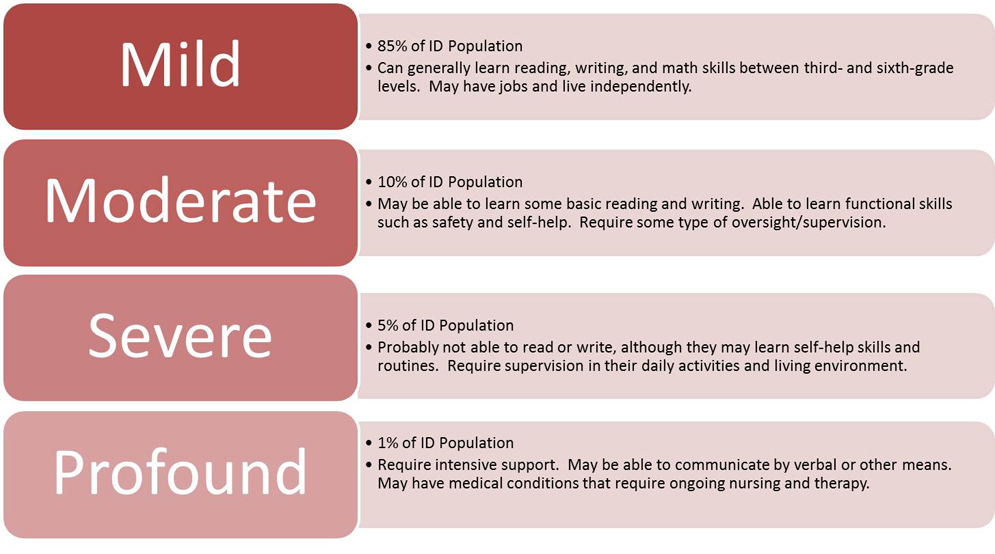 Mild
• 85% of ID Population
• Can generally learn reading, writing, and math skills between third- and sixth-grade
levels.  May have jobs and live independently.
Moderate
• 10% of ID Population
• May be able to learn some basic reading and writing.  Able to learn functional skills
such as safety and self-help.  Require some type of oversight/supervision.
Severe
• 5% of ID Population
• Probably not able to read or write, although they may learn self-help skills and
routines.  Require supervision in their daily activities and living environment.
Profound
• 1% of ID Population
• Require intensive support.  May be able to communicate by verbal or other means.
May have medical conditions that require ongoing nursing and therapy.